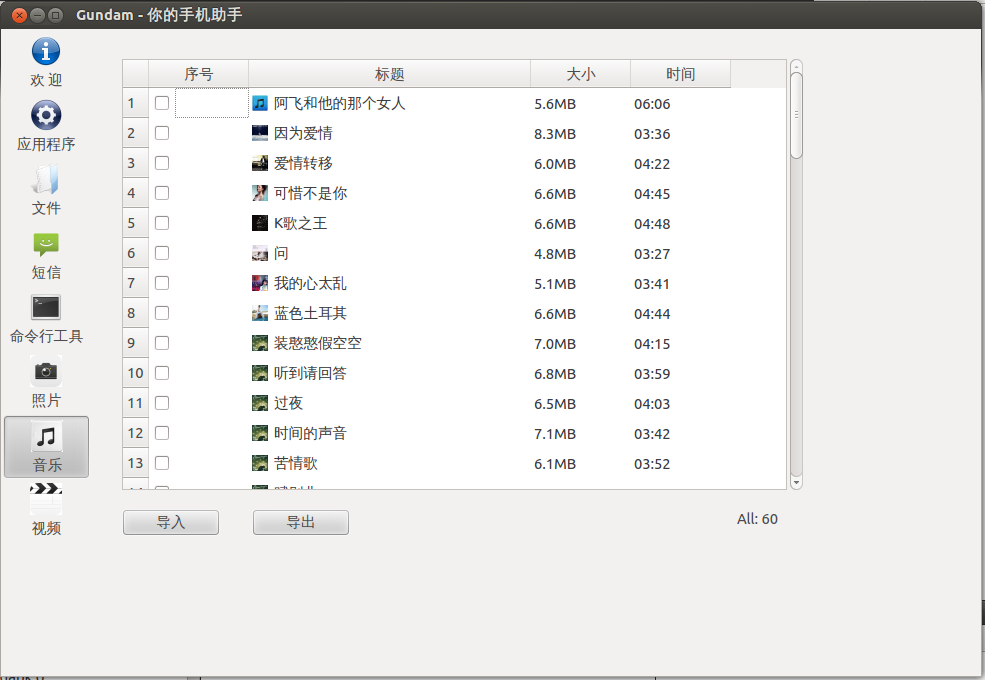 Gundam - 你的手机助手
欢 迎
应用程序
文件
短信
命令行工具
照片
音乐
视频
序号 标题 大小 时间
1 阿飞和他的那个女人 5.6MB 06:06
2 因为爱情 8.3MB 03:36
3 爱情转移 6.0MB 04:22
4 可惜不是你 6.6MB 04:45
5 K歌之王 6.6MB 04:48
6 问 4.8MB 03:27
7 我的心太乱 5.1MB 03:41
8 蓝色土耳其 6.6MB 04:44
9 装憨憨假空空 7.0MB 04:15
10 听到请回答 6.8MB 03:59
11 过夜 6.5MB 04:03
12 时间的声音 7.1MB 03:42
13 苦情歌 6.1MB 03:52
导入 导出 All: 60